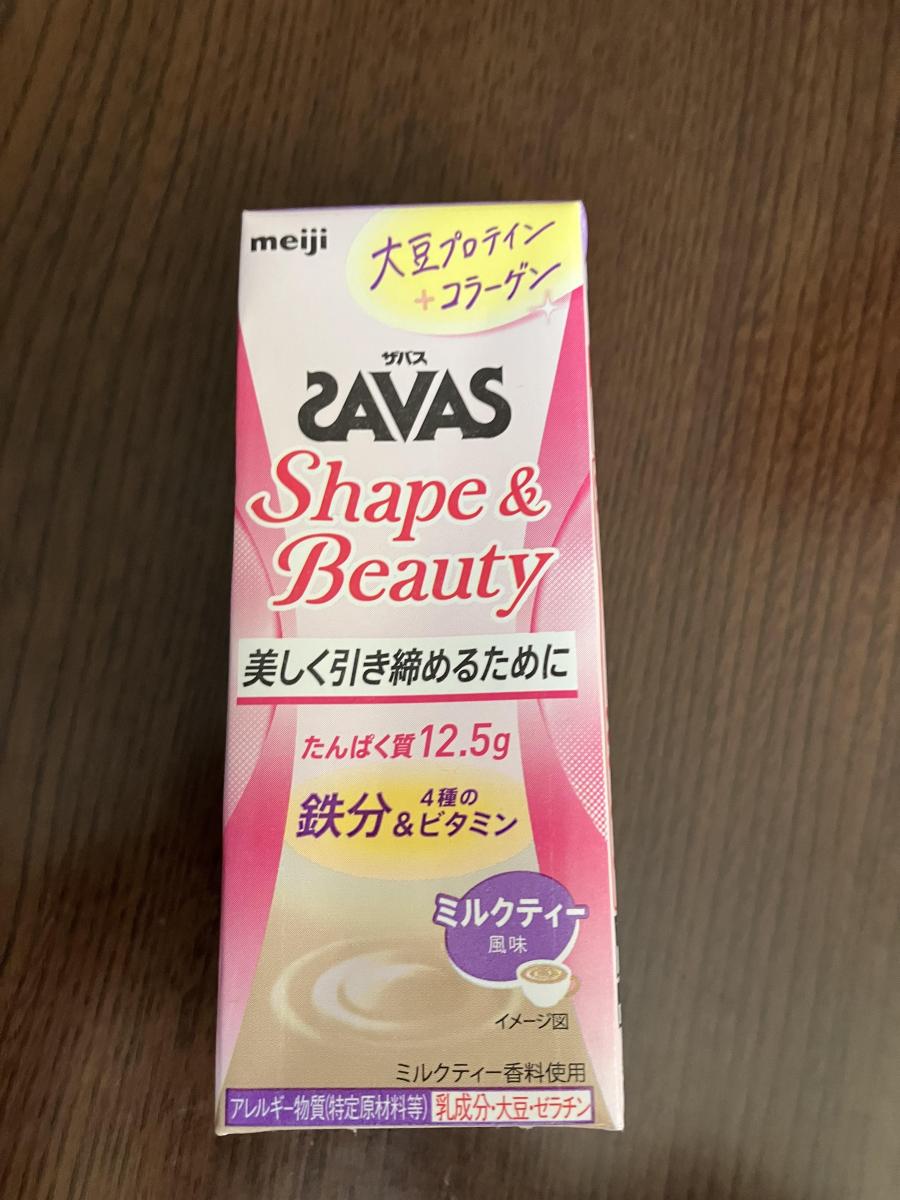 meiji
大豆プロテイン
+コラーゲン
ザバス
SAVAS
Shape &
Beauty
美しく引き締めるために
たんぱく質12.5g
鉄分&4種のビタミン
ミルクティー
風味
イメージ図
ミルクティー香料使用
アレルギー物質(特定原材料等) 乳成分・大豆・ゼラチン